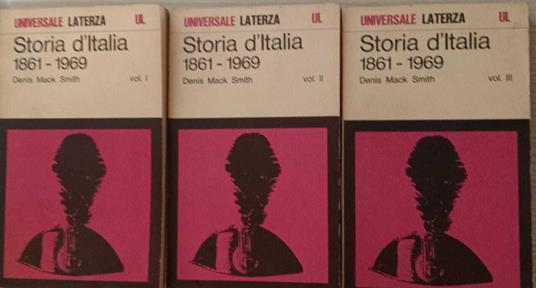 UNIVERSALE LATERZA UL
Storia d'Italia
1861 - 1969
Denis Mack Smith vol. I
UNIVERSALE LATERZA UL
Storia d'Italia
1861 - 1969
Denis Mack Smith vol. II
UNIVERSALE LATERZA UL
Storia d'Italia
1861 - 1969
Denis Mack Smith vol. III